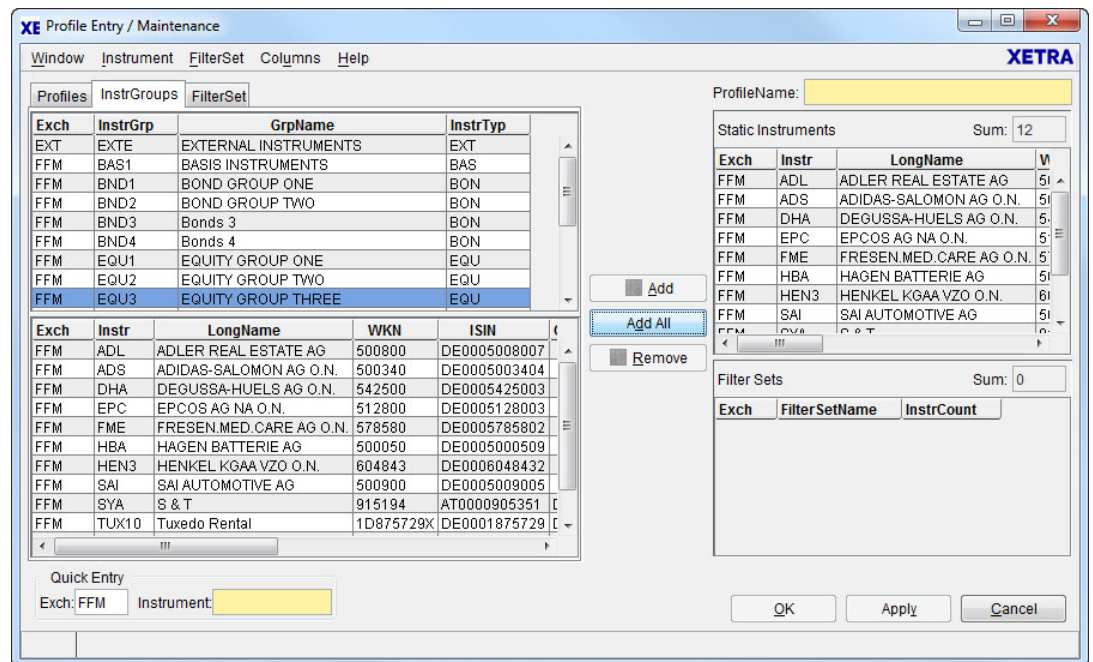 XE Profile Entry / Maintenance
Window Instrument FilterSet Columns Help XETRA
Profiles InstrGroups FilterSet
Exch InstrGrp GrpName InstrTyp
EXT EXTE EXTERNAL INSTRUMENTS EXT
FFM BAS1 BASIS INSTRUMENTS BAS
FFM BND1 BOND GROUP ONE BON
FFM BND2 BOND GROUP TWO BON
FFM BND3 Bonds 3 BON
FFM BND4 Bonds 4 BON
FFM EQU1 EQUITY GROUP ONE EQU
FFM EQU2 EQUITY GROUP TWO EQU
FFM EQU3 EQUITY GROUP THREE EQU
Exch Instr LongName WKN ISIN
FFM ADL ADLER REAL ESTATE AG 500800 DE0005008007
FFM ADS ADIDAS-SALOMON AG O.N. 500340 DE0005003404
FFM DHA DEGUSSA-HUELS AG O.N. 542500 DE0005425003
FFM EPC EPCOS AG NA O.N. 512800 DE0005128003
FFM FME FRESEN.MED.CARE AG O.N. 578580 DE0005785802
FFM HBA HAGEN BATTERIE AG 500050 DE0005000509
FFM HEN3 HENKEL KGAA VZO O.N. 604843 DE0006048432
FFM SAI SAI AUTOMOTIVE AG 500900 DE0005009005
FFM SYA S & T 915194 AT0000905351
FFM TUX10 Tuxedo Rental 1D875729X DE0001875729
Quick Entry
Exch: FFM Instrument:
Add
Add All
Remove
ProfileName:
Static Instruments Sum: 12
Exch Instr LongName
FFM ADL ADLER REAL ESTATE AG
FFM ADS ADIDAS-SALOMON AG O.N.
FFM DHA DEGUSSA-HUELS AG O.N.
FFM EPC EPCOS AG NA O.N.
FFM FME FRESEN.MED.CARE AG O.N.
FFM HBA HAGEN BATTERIE AG
FFM HEN3 HENKEL KGAA VZO O.N.
FFM SAI SAI AUTOMOTIVE AG
Filter Sets Sum: 0
Exch FilterSetName InstrCount
OK Apply Cancel